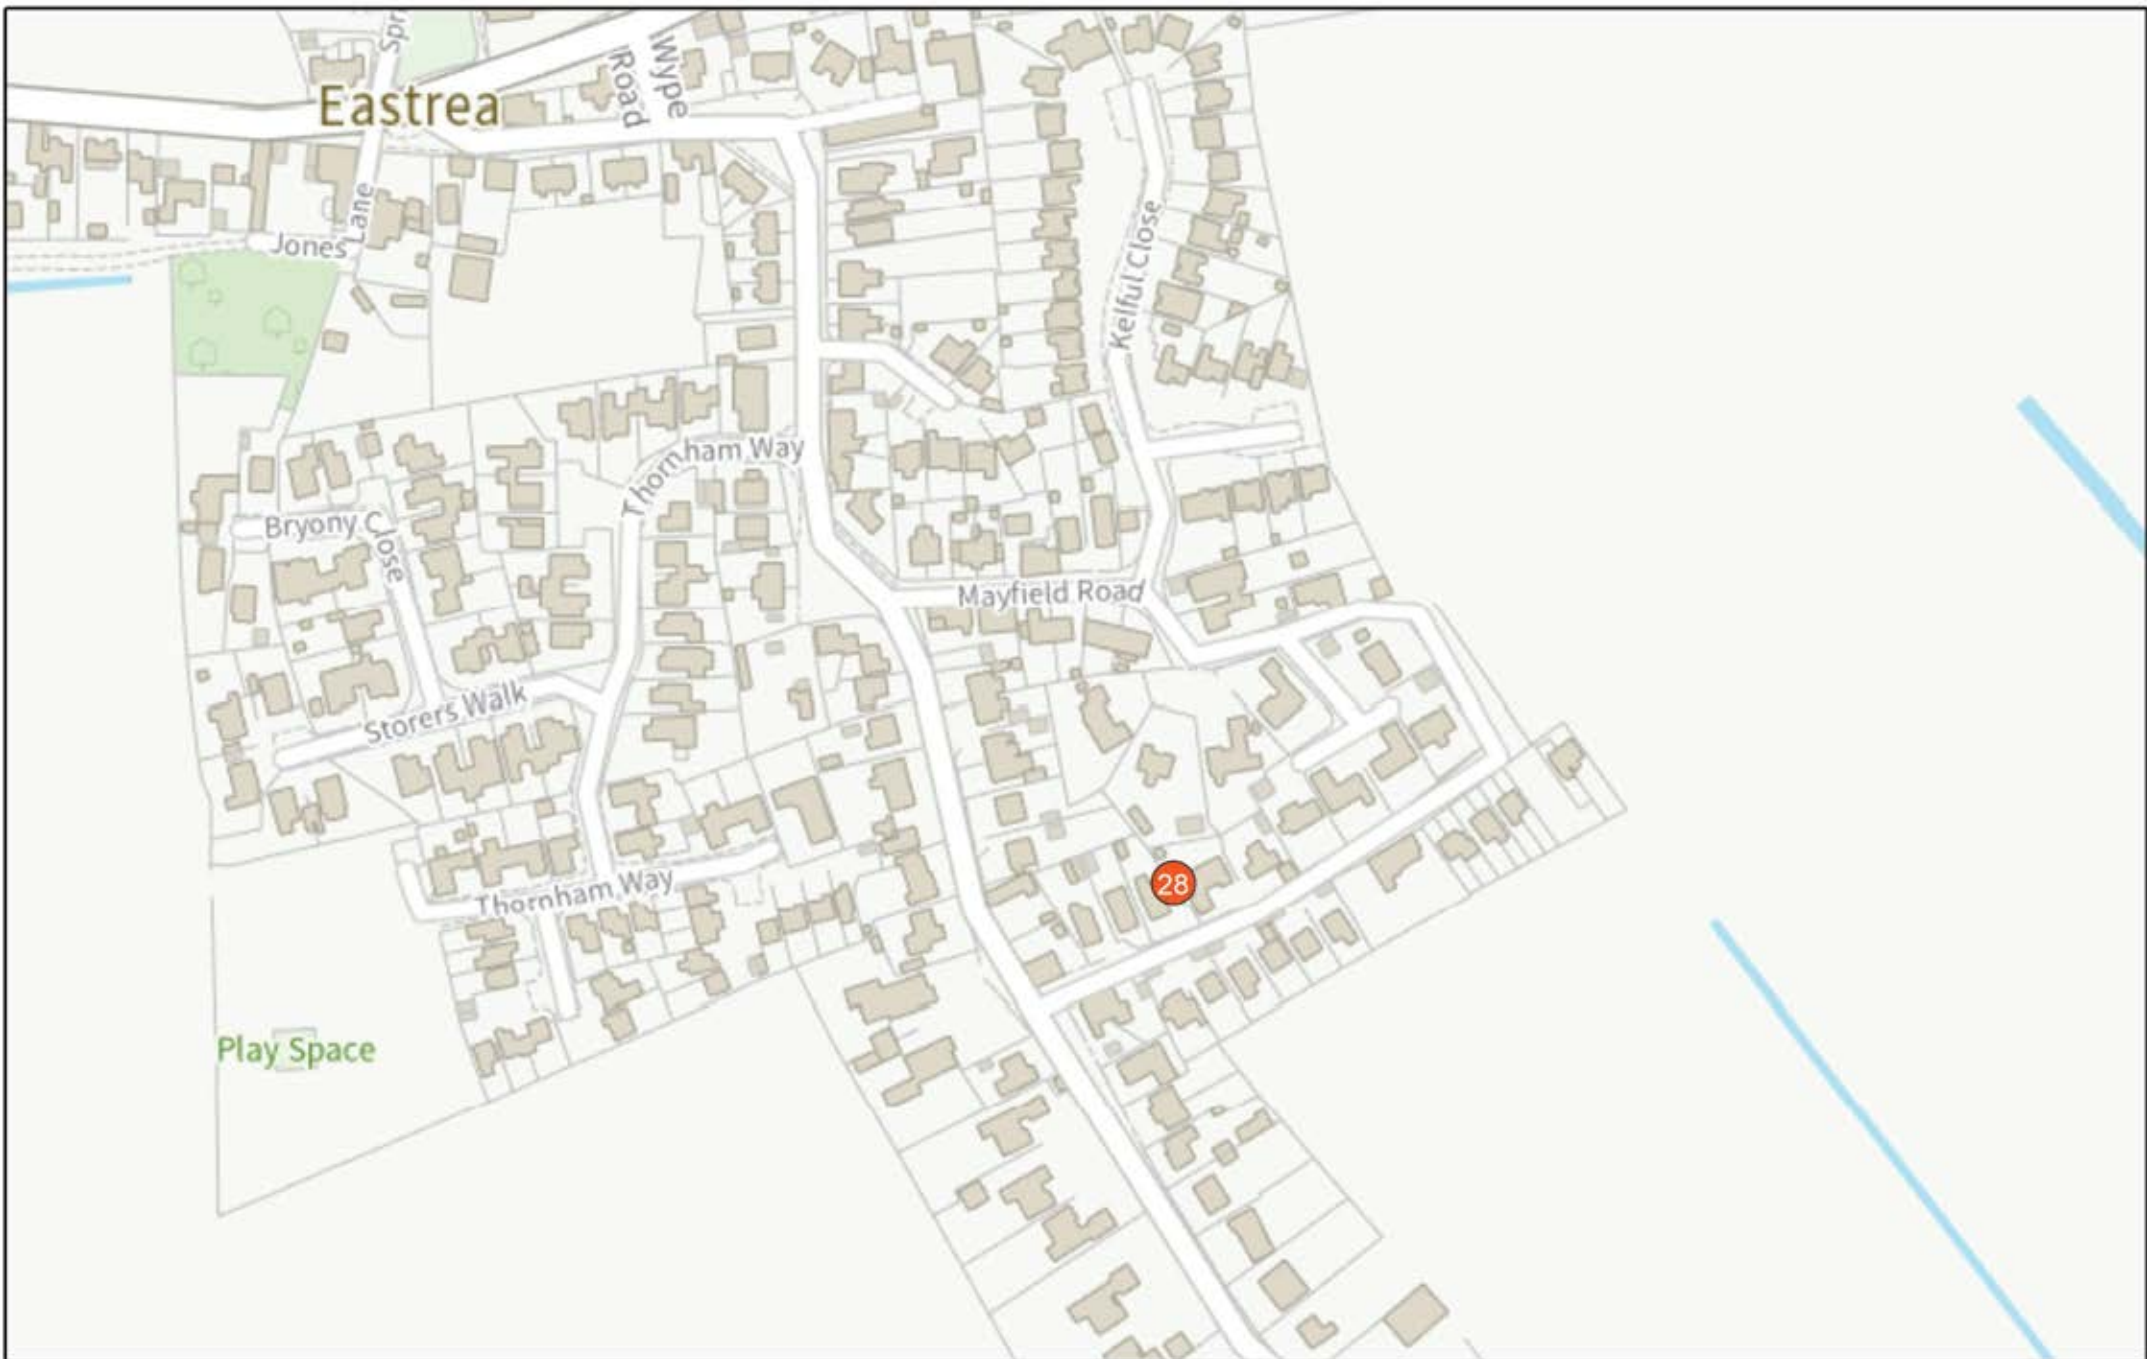 Spri
Wype
Road
Eastrea
Jones Lane
Kelful Close
Thornham Way
Bryony Close
Mayfield Road
Storers Walk
28
Thornham Way
Play Space